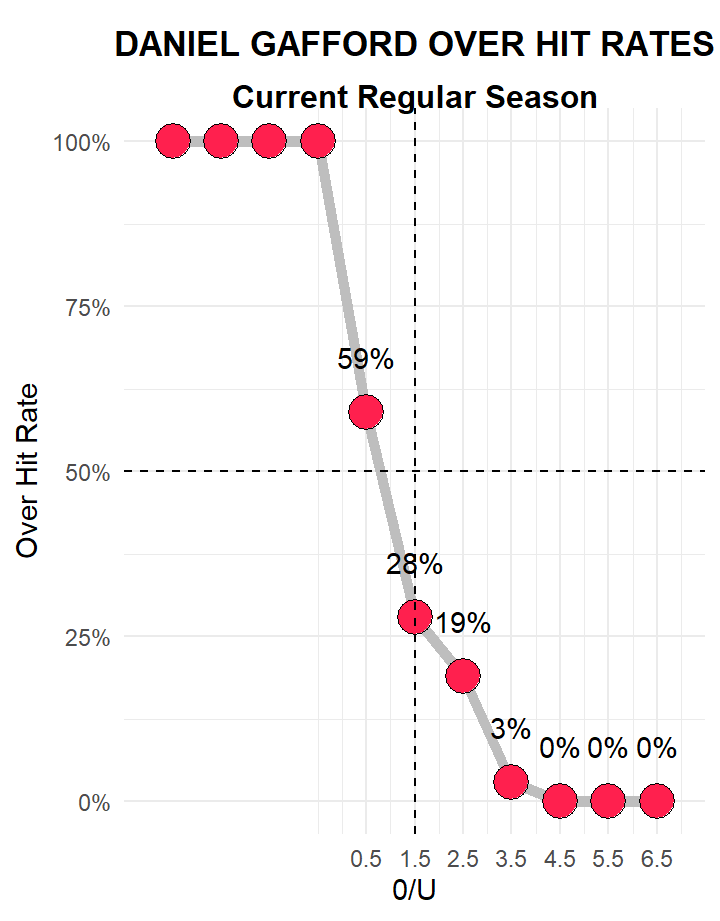 DANIEL GAFFORD OVER HIT RATES
Current Regular Season
Over Hit Rate
100%
75%
50%
25%
0%
59%
28%
19%
3%
0% 0% 0%
0.5 1.5 2.5 3.5 4.5 5.5 6.5
0/U